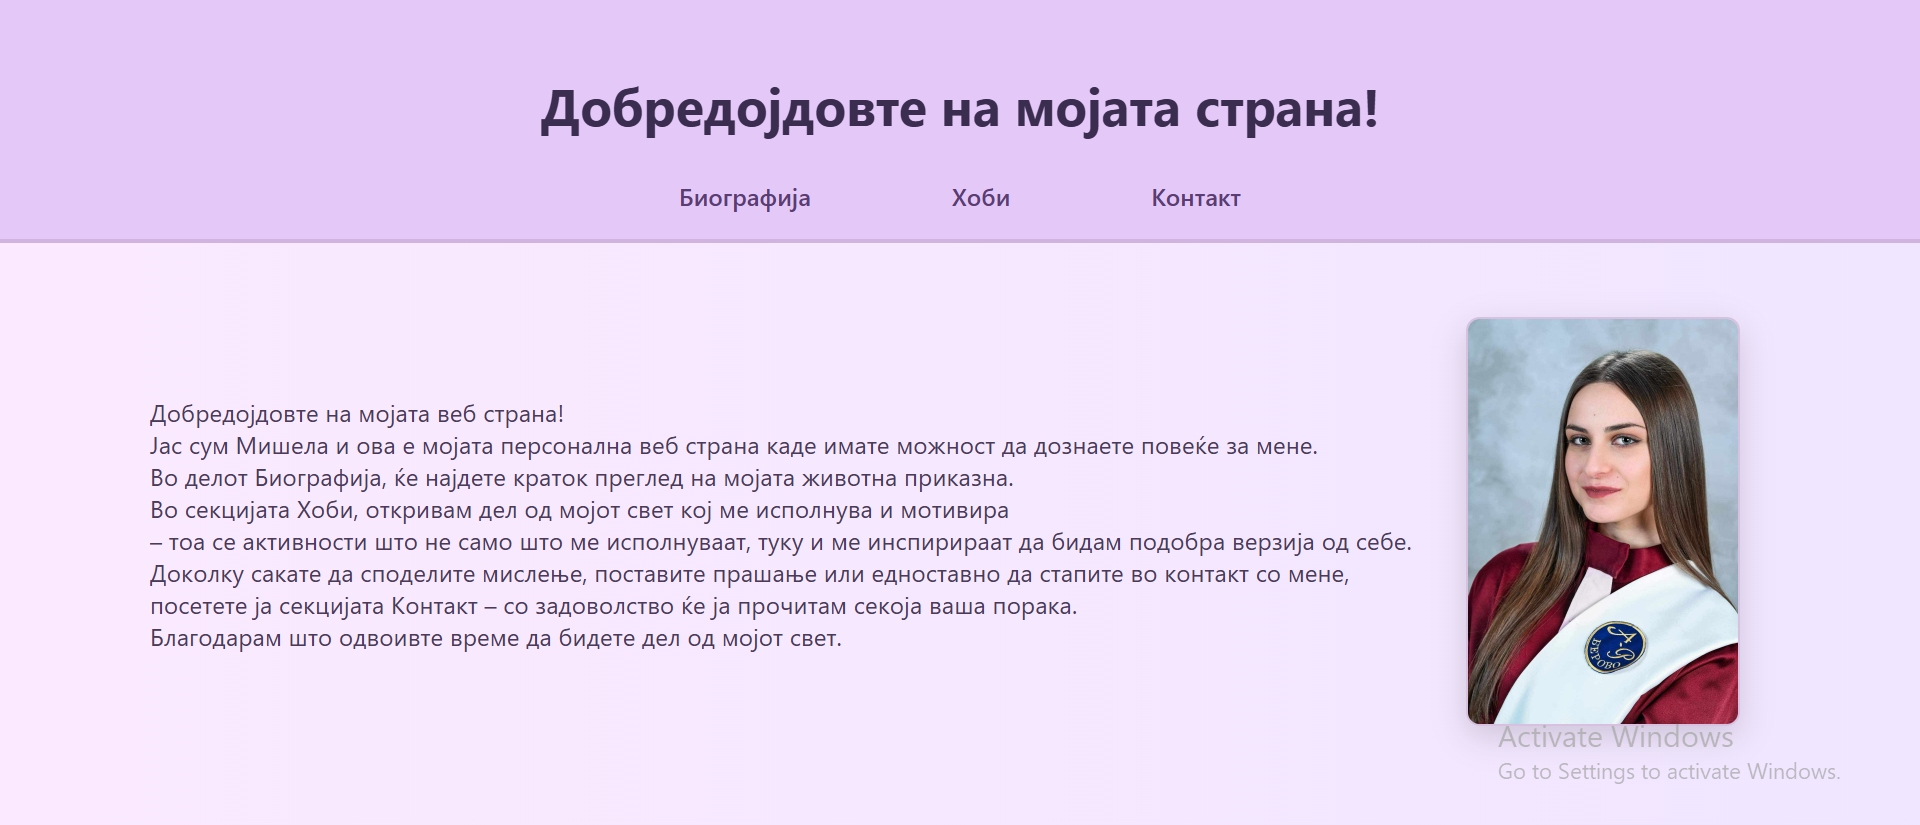 Добредојдовте на мојата страна!
Биографија Хоби Контакт
Добредојдовте на мојата веб страна!
Јас сум Мишела и ова е мојата персонална веб страна каде имате можност да дознаете повеќе за мене.
Во делот Биографија, ќе најдете краток преглед на мојата животна приказна.
Во секцијата Хоби, откривам дел од мојот свет кој ме исполнува и мотивира
– тоа се активности што не само што ме исполнуваат, туку и ме инспирираат да бидам подобра верзија од себе.
Доколку сакате да споделите мислење, поставите прашање или едноставно да стапите во контакт со мене,
посетете ја секцијата Контакт – со задоволство ќе ја прочитам секоја ваша порака.
Благодарам што одвоивте време да бидете дел од мојот свет.
БЕРОВО
Activate Windows
Go to Settings to activate Windows.